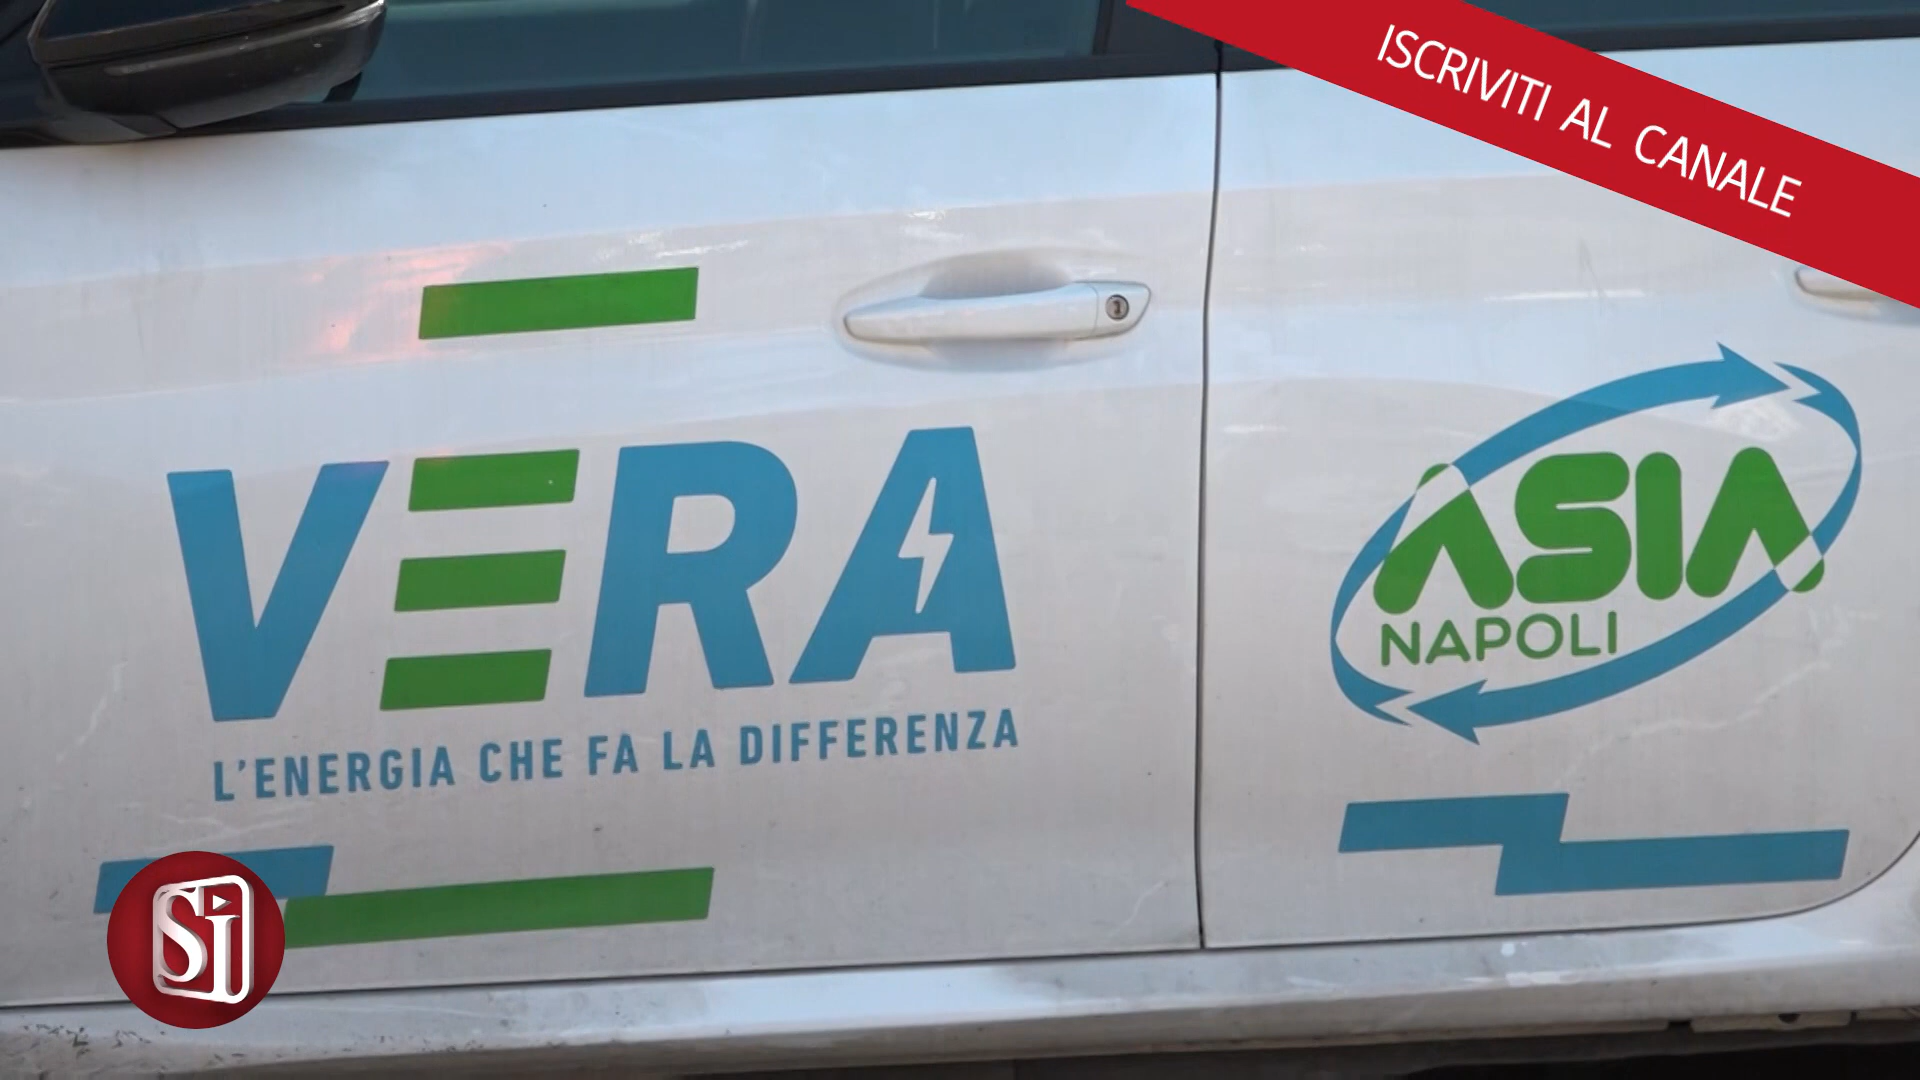 ISCRIVITI AL CANALE
VERA
L'ENERGIA CHE FA LA DIFFERENZA
ASIA
NAPOLI
Si